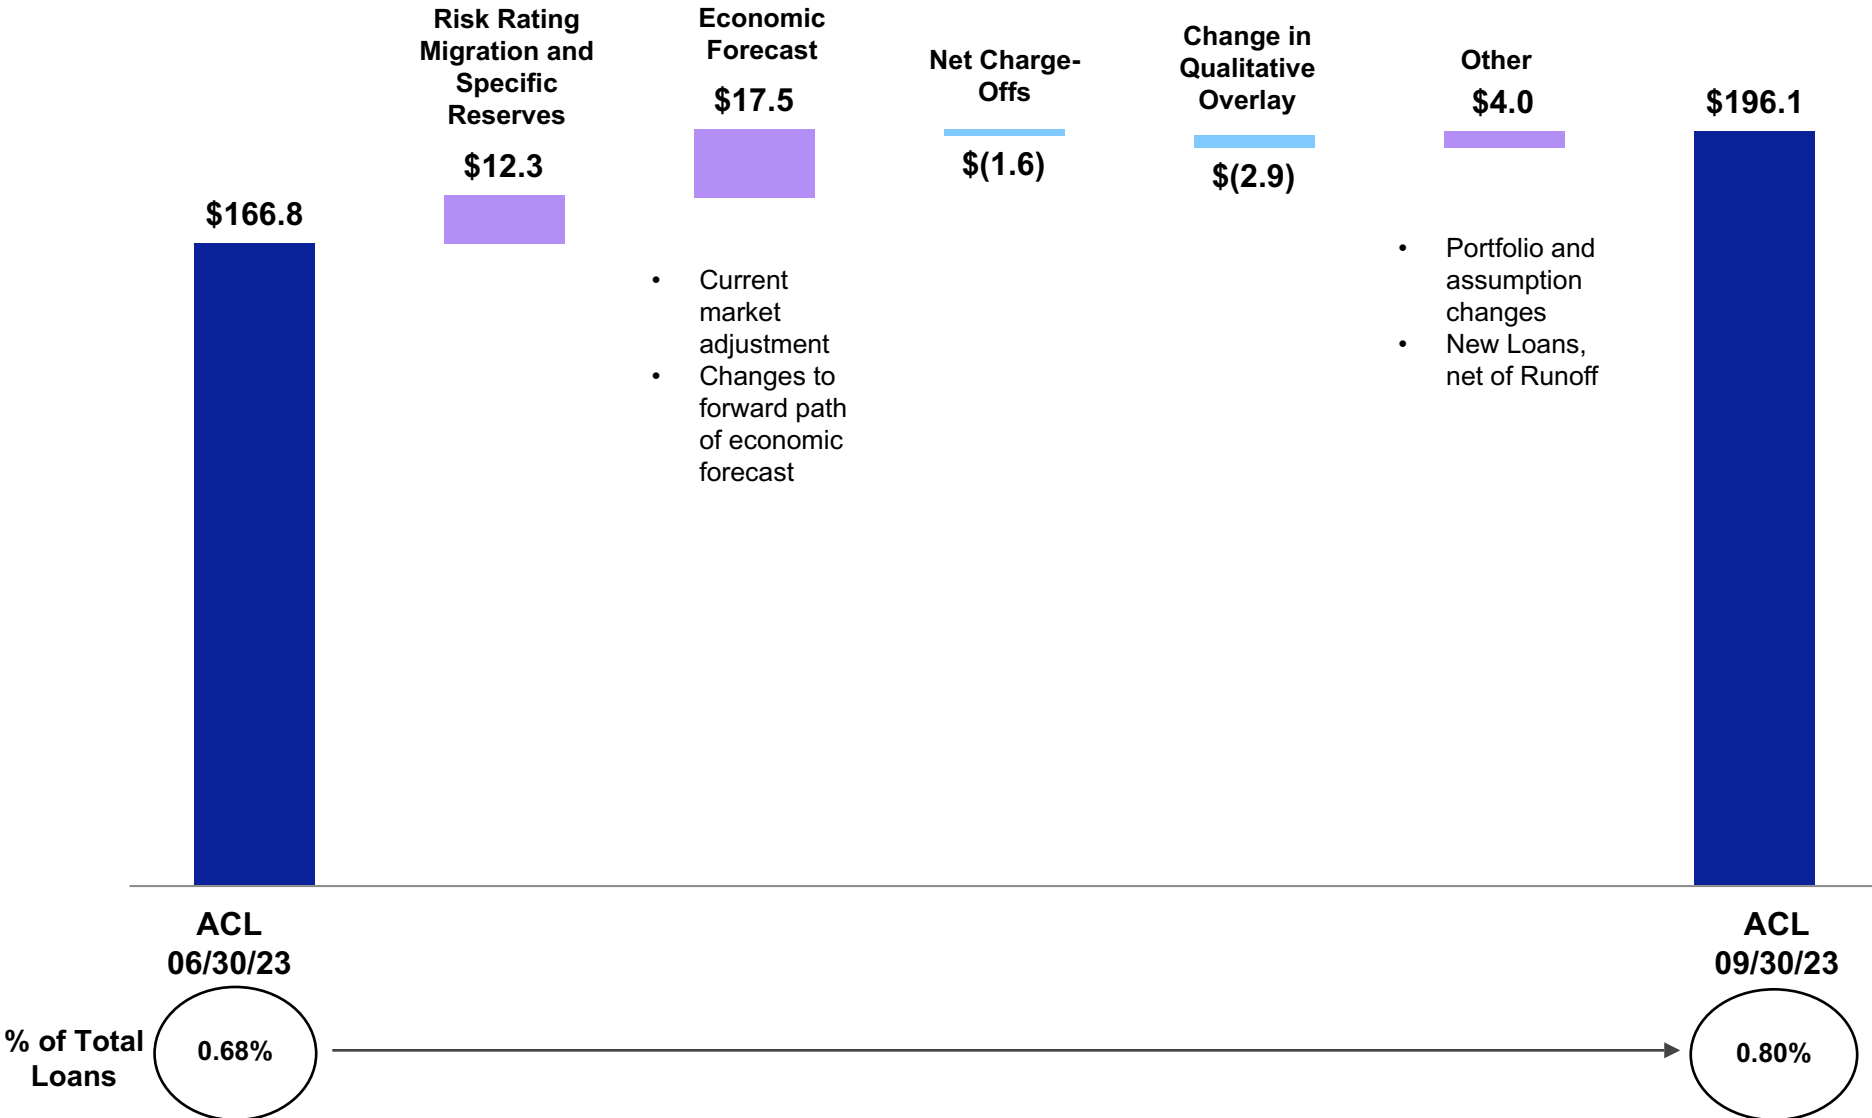 Risk Rating
Migration and
Specific
Reserves
$12.3
Economic
Forecast
$17.5
Net Charge-
Offs
$(1.6)
Change in
Qualitative
Overlay
$(2.9)
Other
$4.0
$196.1
$166.8
• Current
market
adjustment
• Changes to
forward path
of economic
forecast
• Portfolio and
assumption
changes
• New Loans,
net of Runoff
ACL
06/30/23
ACL
09/30/23
% of Total
Loans
0.68%
0.80%